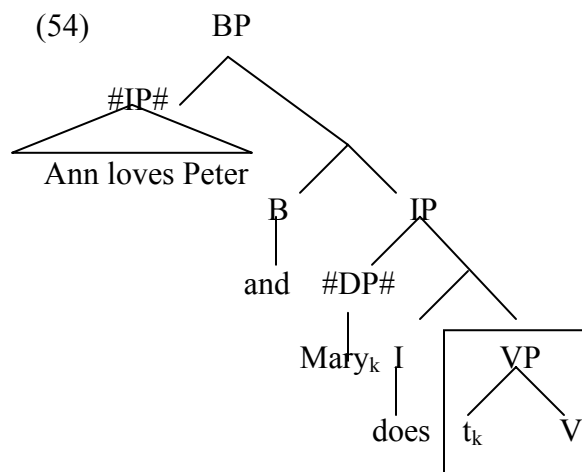 (54) BP
#IP#
Ann loves Peter
B IP
and #DP#
Maryk I VP
does tk V